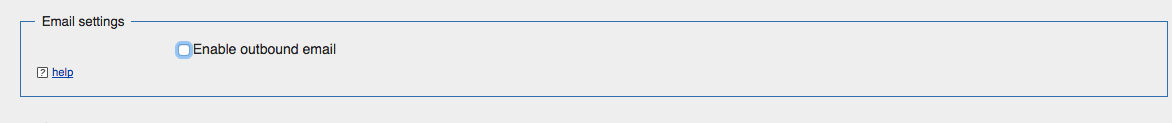 Email settings
Enable outbound email
? help